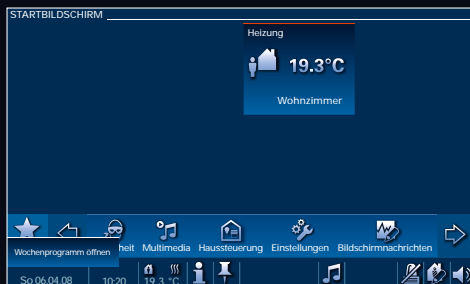 STARTBILDSCHIRM
Heizung
19.3°C
Wohnzimmer
heit Multimedia Haussteuerung Einstellungen Bildschirmnachrichten
Wochenprogramm öffnen
So 06.04.08 10:20 19.3 °C